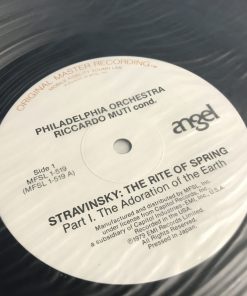 ORIGINAL MASTER RECORDING
PHILADELPHIA ORCHESTRA
RICCARDO MUTI cond.
Side 1
MFSL 1-519
(MFSL 1-519 A)
angel
STRAVINSKY: THE RITE OF SPRING
Part I. The Adoration of the Earth
Manufactured and distributed by MFSL, Inc.
under license from Capitol Records, Inc.,
a subsidiary of Capitol Industries-EMI, Inc., U.S.A.
Recorded in the USA.
℗1979 EMI Records Limited.
All Rights Reserved.
Pressed in Japan.